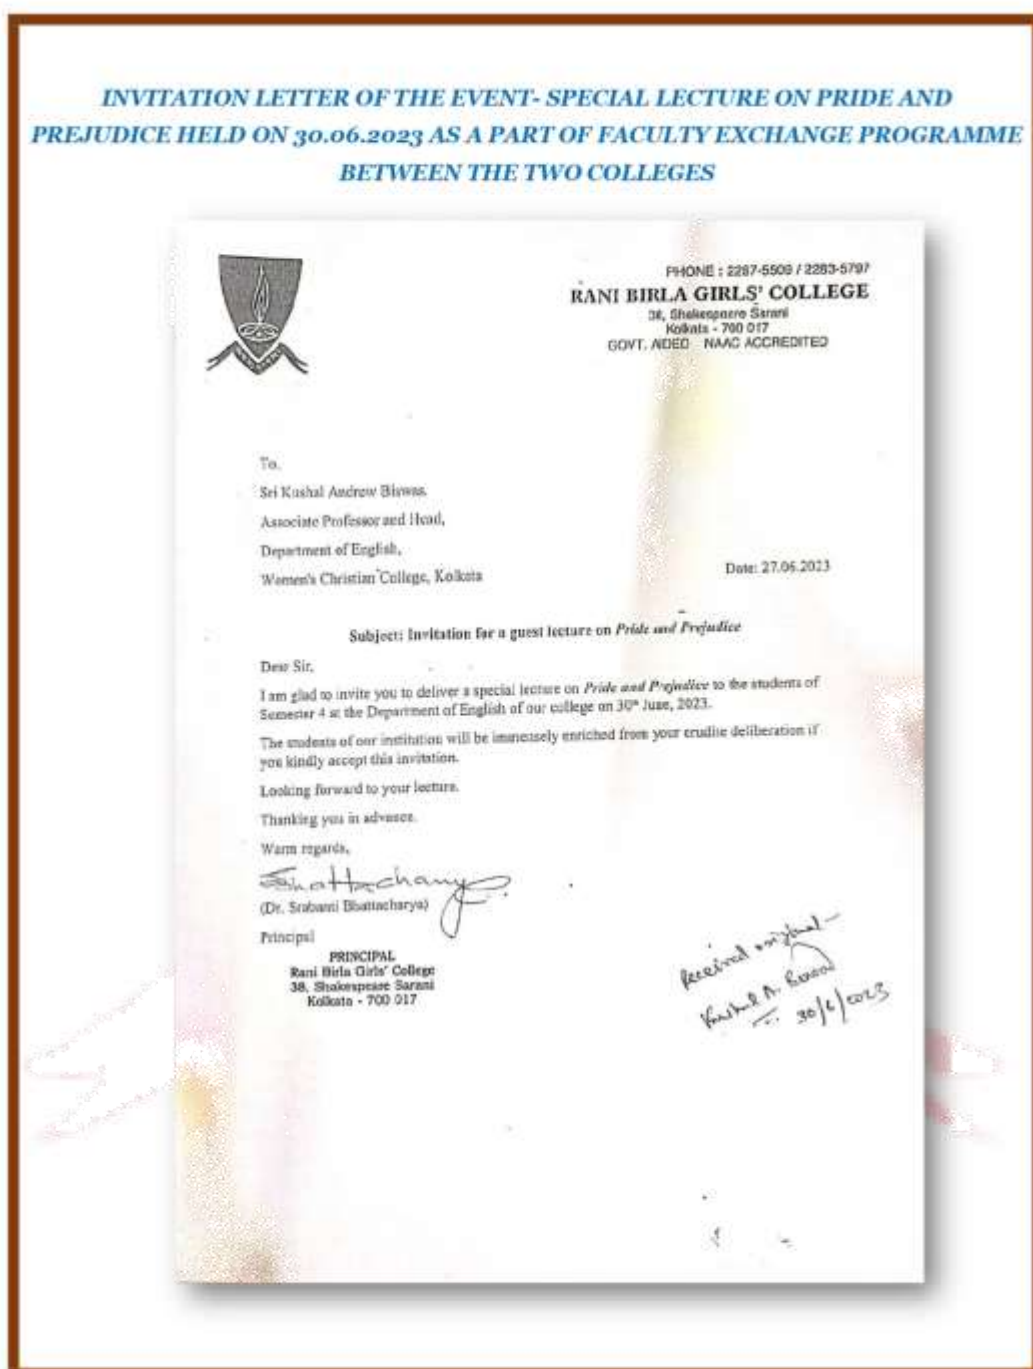 INVITATION LETTER OF THE EVENT- SPECIAL LECTURE ON PRIDE AND
PREJUDICE HELD ON 30.06.2023 AS A PART OF FACULTY EXCHANGE PROGRAMME
BETWEEN THE TWO COLLEGES
PHONE : 2287-5509 / 2283-5797
RANI BIRLA GIRLS' COLLEGE
38, Shakespeare Sarani
Kolkata - 700 017
GOVT. AIDED NAAC ACCREDITED
To,
Sri Kushal Andrew Biswas,
Associate Professor and Head,
Department of English,
Women's Christian College, Kolkata
Date: 27.06.2023
Subject: Invitation for a guest lecture on Pride and Prejudice
Dear Sir,
I am glad to invite you to deliver a special lecture on Pride and Prejudice to the students of
Semester 4 at the Department of English of our college on 30th June, 2023.
The students of our institution will be immensely enriched from your erudite deliberation if
you kindly accept this invitation.
Looking forward to your lecture.
Thanking you in advance.
Warm regards,
Bhattacharya
(Dr. Srabanti Bhattacharya)
Principal
PRINCIPAL
Rani Birla Girls' College
38, Shakespeare Sarani
Kolkata - 700 017
Received original -
Kushal A. Biswas
30/6/2023